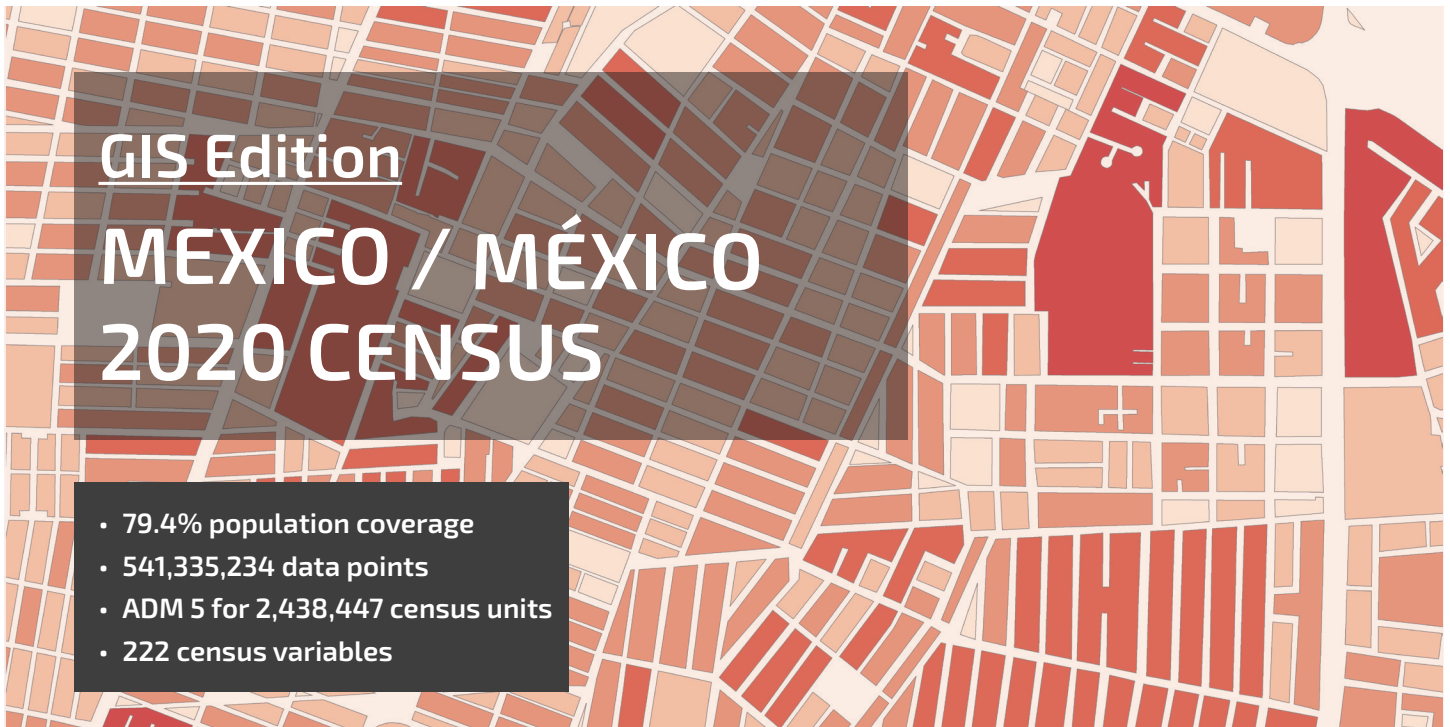 GIS Edition
MEXICO / MÉXICO
2020 CENSUS
• 79.4% population coverage
• 541,335,234 data points
• ADM 5 for 2,438,447 census units
• 222 census variables